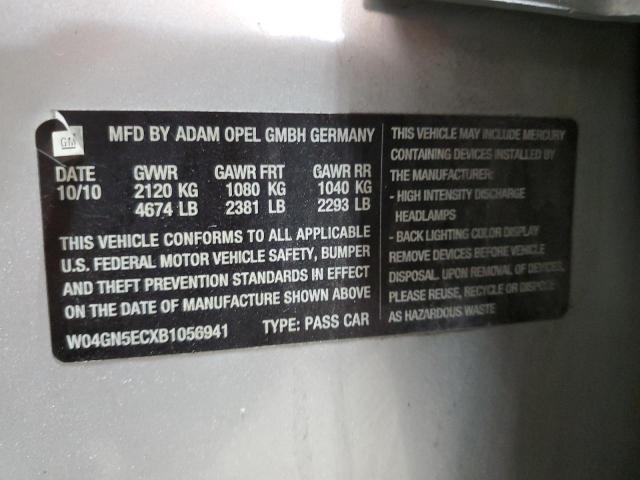 GM
MFD BY ADAM OPEL GMBH GERMANY
DATE GVWR GAWR FRT GAWR RR
10/10 2120 KG 1080 KG 1040 KG
4674 LB 2381 LB 2293 LB
THIS VEHICLE CONFORMS TO ALL APPLICABLE
U.S. FEDERAL MOTOR VEHICLE SAFETY, BUMPER
AND THEFT PREVENTION STANDARDS IN EFFECT
ON THE DATE OF MANUFACTURE SHOWN ABOVE
W04GN5ECXB1056941 TYPE: PASS CAR
THIS VEHICLE MAY INCLUDE MERCURY
CONTAINING DEVICES INSTALLED BY
THE MANUFACTURER:
- HIGH INTENSITY DISCHARGE
HEADLAMPS
- BACK LIGHTING COLOR DISPLAY
REMOVE DEVICES BEFORE VEHICLE
DISPOSAL. UPON REMOVAL OF DEVICES,
PLEASE REUSE, RECYCLE OR DISPOSE
AS HAZARDOUS WASTE